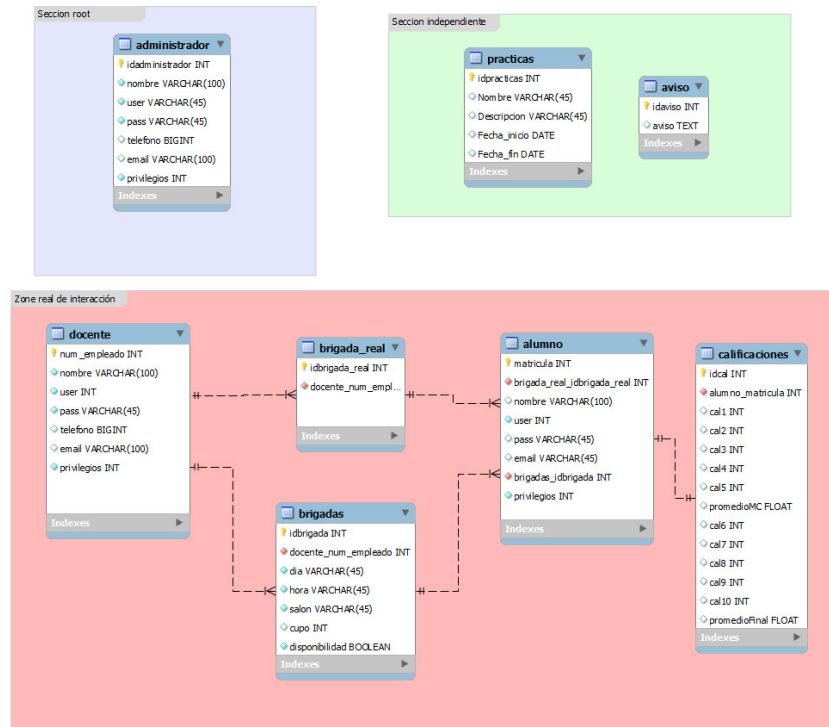 Seccion root
administrador
idadministrador INT
nombre VARCHAR(100)
user VARCHAR(45)
pass VARCHAR(45)
telefono BIGINT
email VARCHAR(100)
privilegios INT
Indexes
Seccion independiente
practicas
idpracticas INT
Nombre VARCHAR(45)
Descripcion VARCHAR(45)
Fecha_inicio DATE
Fecha_fin DATE
Indexes
aviso
idaviso INT
aviso TEXT
Indexes
Zone real de interacción
docente
num_empleado INT
nombre VARCHAR(100)
user INT
pass VARCHAR(45)
telefono BIGINT
email VARCHAR(100)
privilegios INT
Indexes
brigada_real
idbrigada_real INT
docente_num_empl...
Indexes
brigadas
idbrigada INT
docente_num_empleado INT
dia VARCHAR(45)
hora VARCHAR(45)
salon VARCHAR(45)
cupo INT
disponibilidad BOOLEAN
Indexes
alumno
matricula INT
brigada_real_idbrigada_real INT
nombre VARCHAR(100)
user INT
pass VARCHAR(45)
email VARCHAR(45)
brigadas_idbrigada INT
privilegios INT
Indexes
calificaciones
idcal INT
alumno_matricula INT
cal1 INT
cal2 INT
cal3 INT
cal4 INT
cal5 INT
promedioMC FLOAT
cal6 INT
cal7 INT
cal8 INT
cal9 INT
cal10 INT
promedioFinal FLOAT
Indexes